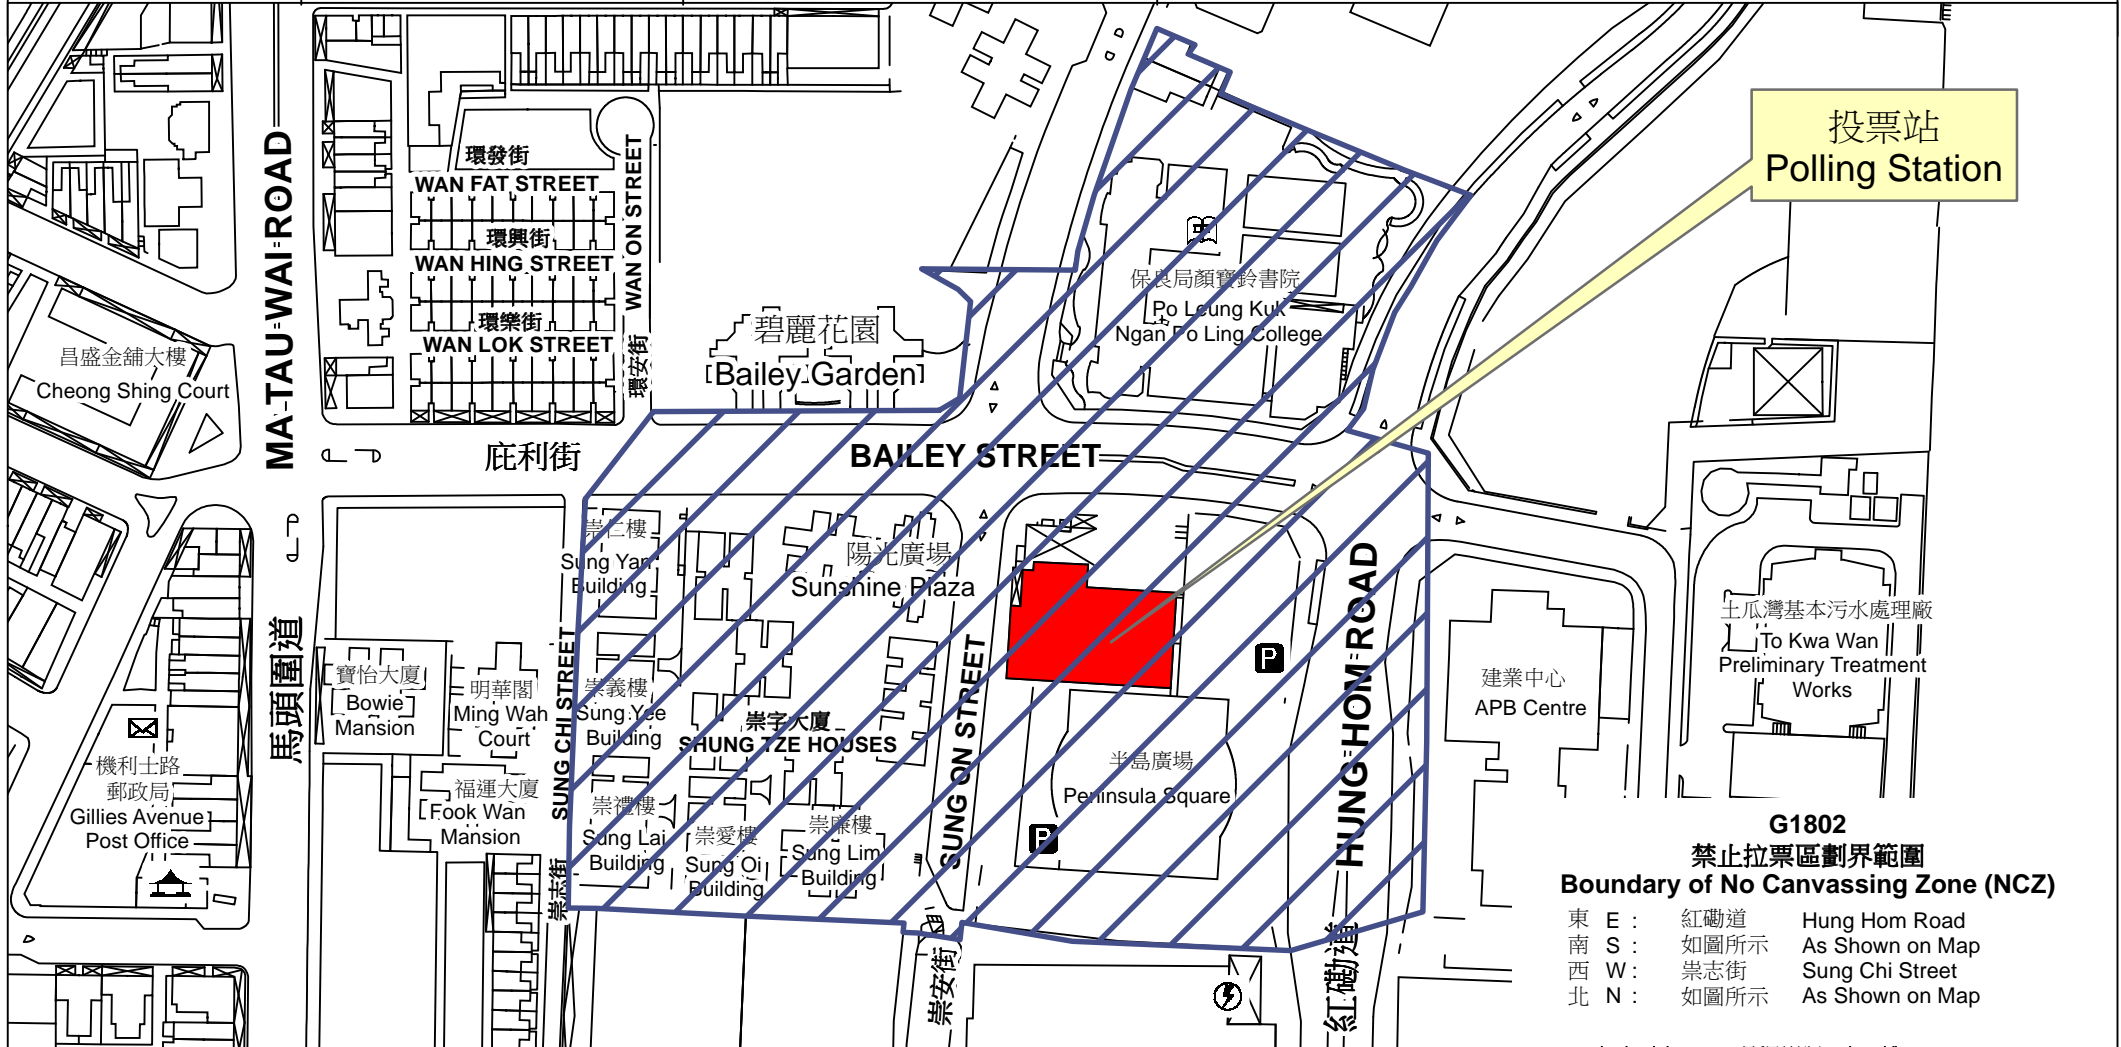 投票站
Polling Station
環發街
WAN FAT STREET
環興街
WAN HING STREET
環樂街
WAN LOK STREET
WAN ON STREET
環安街
MA TAU WAI ROAD
馬頭圍道
昌盛金鋪大樓
Cheong Shing Court
碧麗花園
Bailey Garden
保良局顏寶鈴書院
Po Leung Kuk
Ngan Po Ling College
庇利街
BAILEY STREET
崇仁樓
Sung Yan
Building
陽光廣場
Sunshine Plaza
寶怡大廈
Bowie
Mansion
明華閣
Ming Wah
Court
福運大廈
Fook Wan
Mansion
SUNG CHI STREET
崇志街
崇義樓
Sung Yee
Building
崇字大廈
SHUNG TZE HOUSES
崇禮樓
Sung Lai
Building
崇愛樓
Sung Oi
Building
崇廉樓
Sung Lim
Building
SUNG ON STREET
崇安街
半島廣場
Peninsula Square
P
P
HUNG HOM ROAD
紅磡道
建業中心
APB Centre
土瓜灣基本污水處理廠
To Kwa Wan
Preliminary Treatment
Works
機利士路
郵政局
Gillies Avenue
Post Office
G1802
禁止拉票區劃界範圍
Boundary of No Canvassing Zone (NCZ)
東 E : 紅磡道 Hung Hom Road
南 S : 如圖所示 As Shown on Map
西 W : 崇志街 Sung Chi Street
北 N : 如圖所示 As Shown on Map